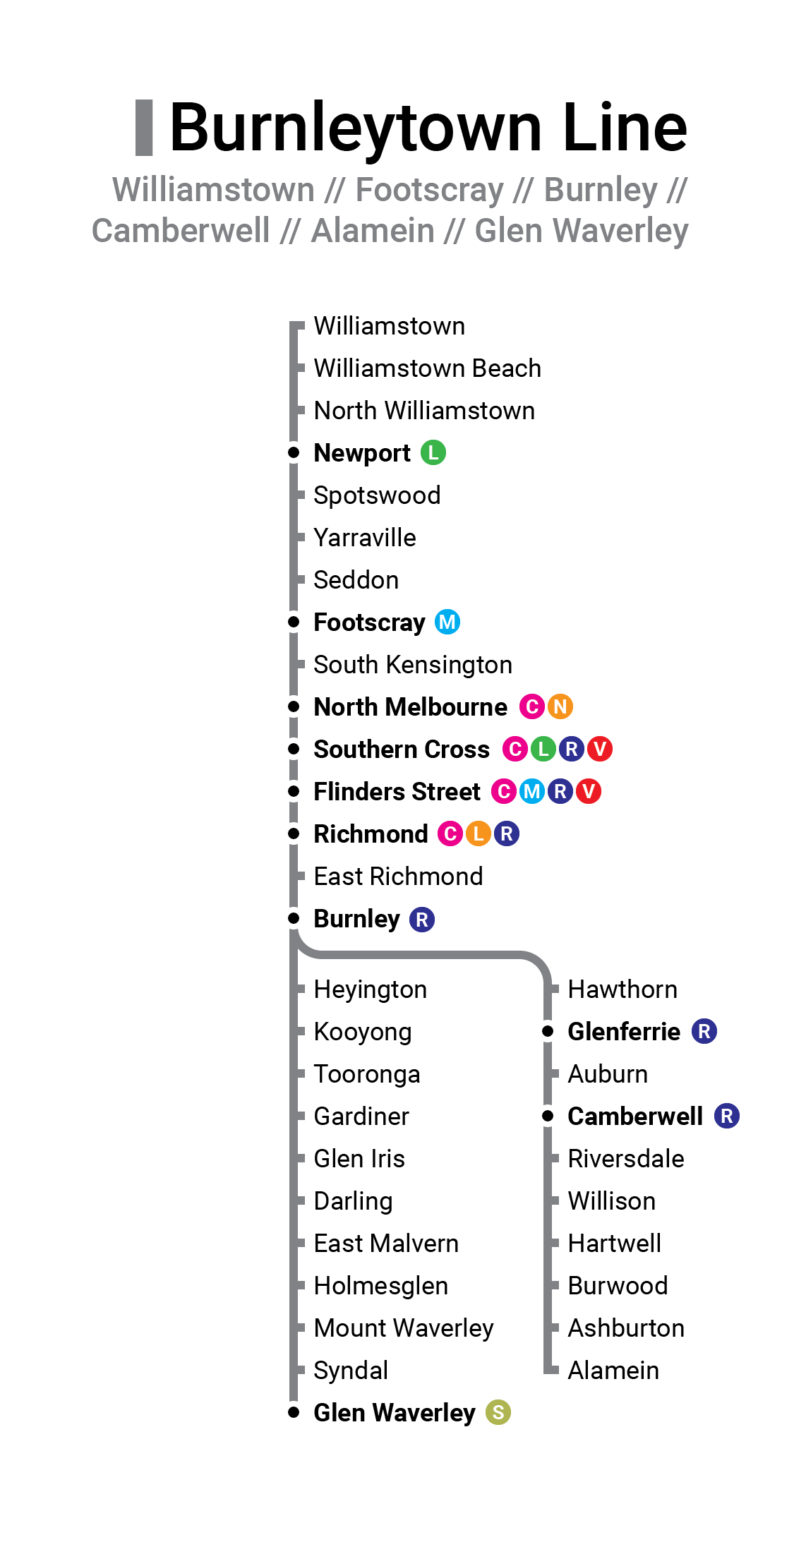 Burnleytown Line
Williamstown // Footscray // Burnley //
Camberwell // Alamein // Glen Waverley
Williamstown
Williamstown Beach
North Williamstown
Newport L
Spotswood
Yarraville
Seddon
Footscray M
South Kensington
North Melbourne C N
Southern Cross C L R V
Flinders Street C M R V
Richmond C L R
East Richmond
Burnley R
Heyington
Kooyong
Tooronga
Gardiner
Glen Iris
Darling
East Malvern
Holmesglen
Mount Waverley
Syndal
Glen Waverley S
Hawthorn
Glenferrie R
Auburn
Camberwell R
Riversdale
Willison
Hartwell
Burwood
Ashburton
Alamein